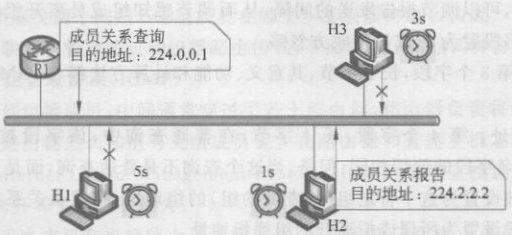 成员关系查询
目的地址: 224.0.0.1
R1
H3
3s
H1
5s
1s
H2
成员关系报告
目的地址: 224.2.2.2